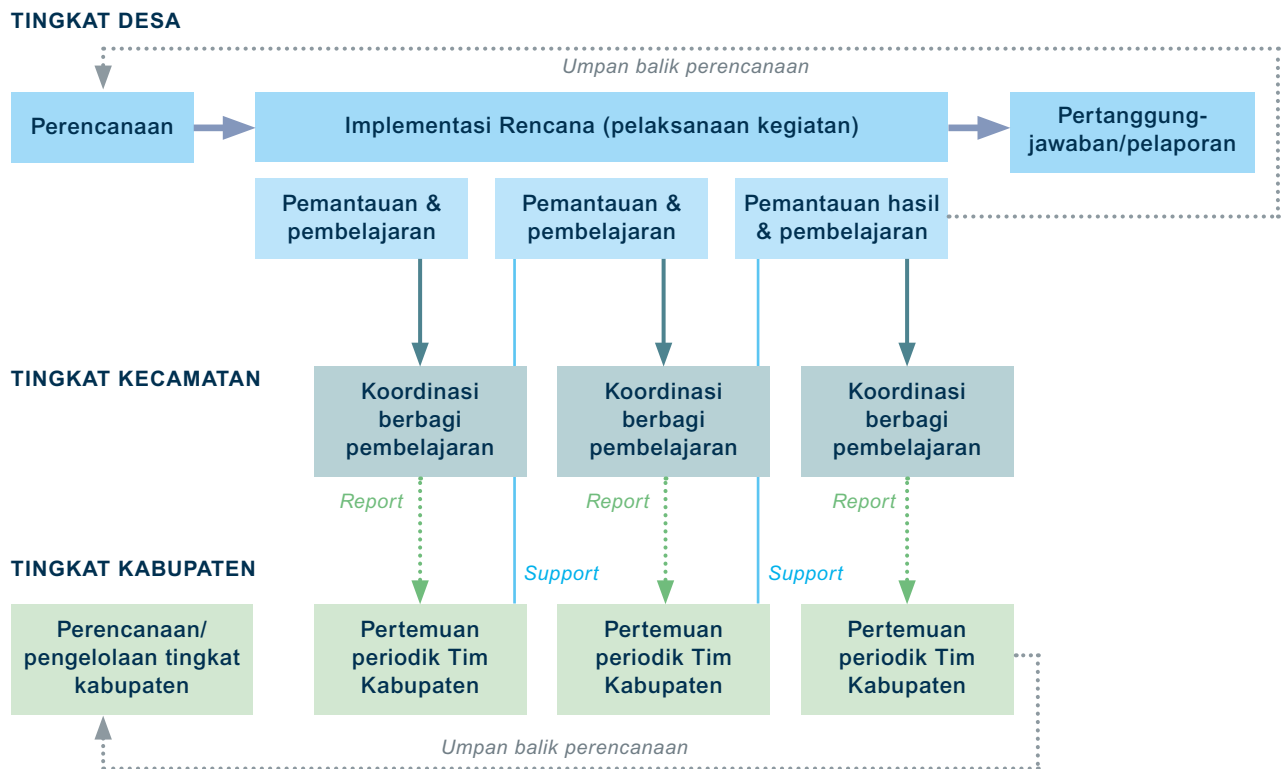 TINGKAT DESA
Umpan balik perencanaan
Perencanaan
Implementasi Rencana (pelaksanaan kegiatan)
Pertanggung-
jawaban/pelaporan
Pemantauan &
pembelajaran
Pemantauan &
pembelajaran
Pemantauan hasil
& pembelajaran
TINGKAT KECAMATAN
Koordinasi
berbagi
pembelajaran
Koordinasi
berbagi
pembelajaran
Koordinasi
berbagi
pembelajaran
Report
Report
Report
TINGKAT KABUPATEN
Support
Support
Perencanaan/
pengelolaan tingkat
kabupaten
Pertemuan
periodik Tim
Kabupaten
Pertemuan
periodik Tim
Kabupaten
Pertemuan
periodik Tim
Kabupaten
Umpan balik perencanaan